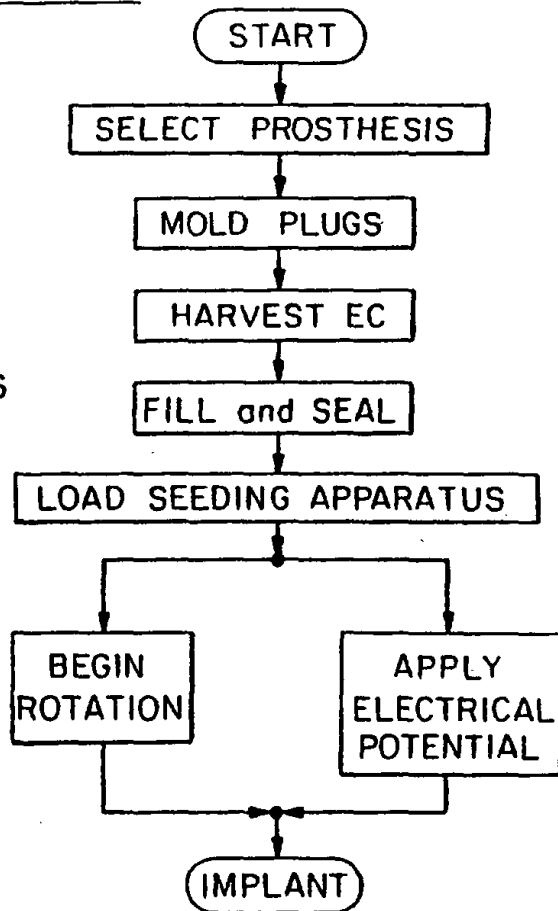 START
SELECT PROSTHESIS
MOLD PLUGS
HARVEST EC
FILL and SEAL
LOAD SEEDING APPARATUS
BEGIN
ROTATION
APPLY
ELECTRICAL
POTENTIAL
IMPLANT